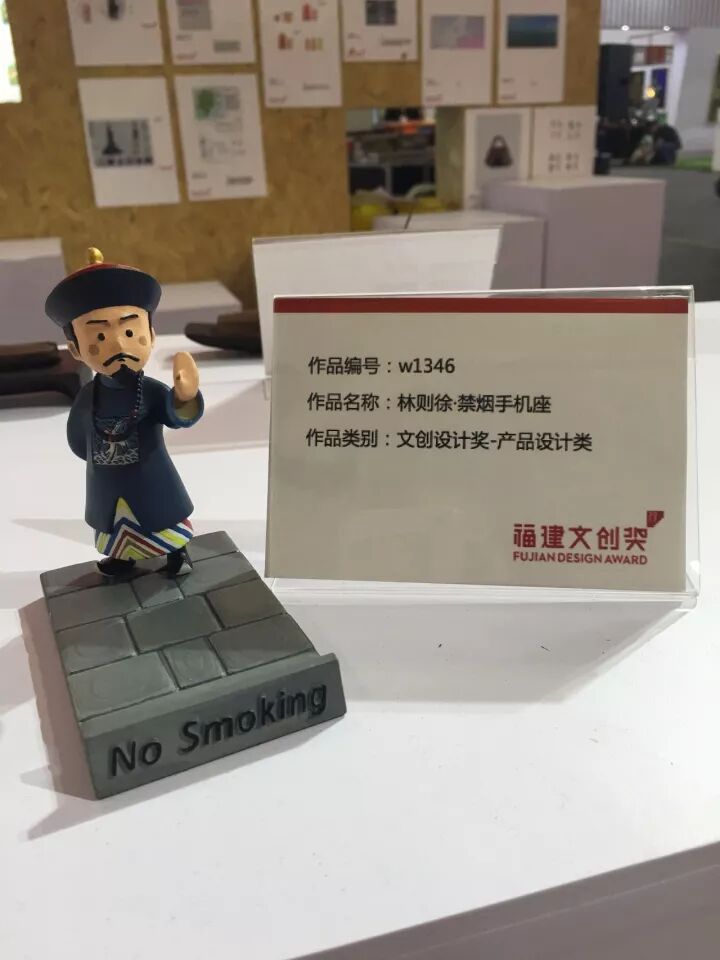 作品编号：w1346
作品名称：林则徐·禁烟手机座
作品类别：文创设计奖-产品设计类
福建文创奖
FUJIAN DESIGN AWARD
No Smoking